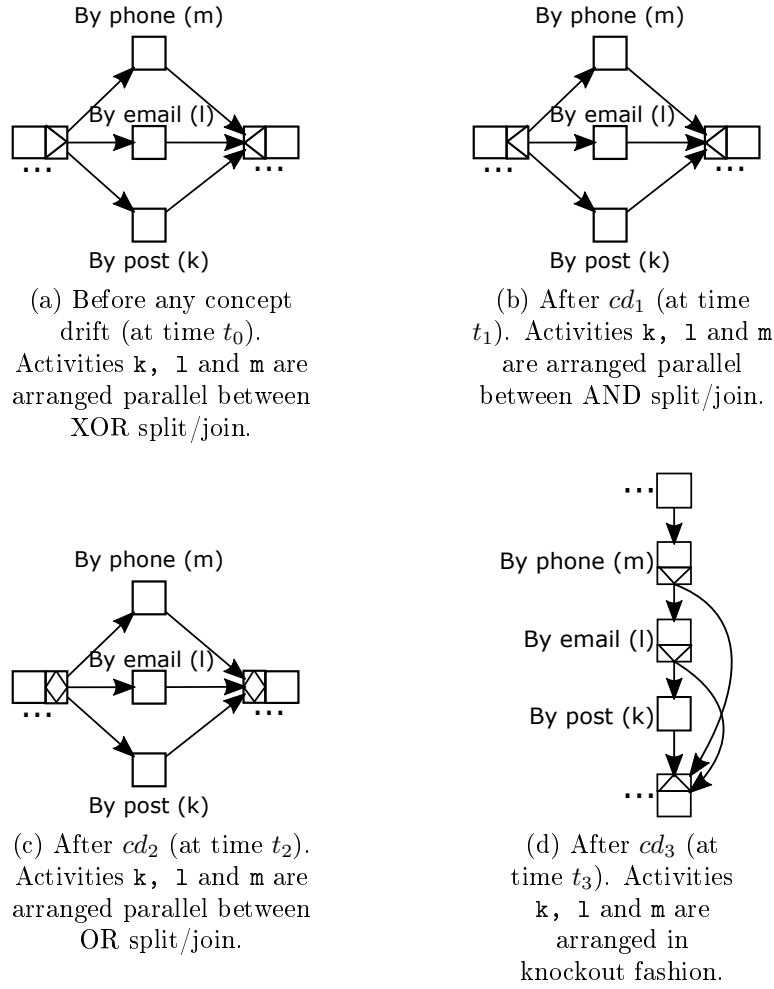 By phone (m)
By email (l)
...
...
By post (k)
(a) Before any concept
drift (at time t₀).
Activities k, l and m are
arranged parallel between
XOR split/join.
By phone (m)
By email (l)
...
...
By post (k)
(b) After cd₁ (at time
t₁). Activities k, l and m
are arranged parallel
between AND split/join.
By phone (m)
By email (l)
...
...
By post (k)
(c) After cd₂ (at time t₂).
Activities k, l and m are
arranged parallel between
OR split/join.
...
By phone (m)
By email (l)
By post (k)
...
(d) After cd₃ (at
time t₃). Activities
k, l and m are
arranged in
knockout fashion.